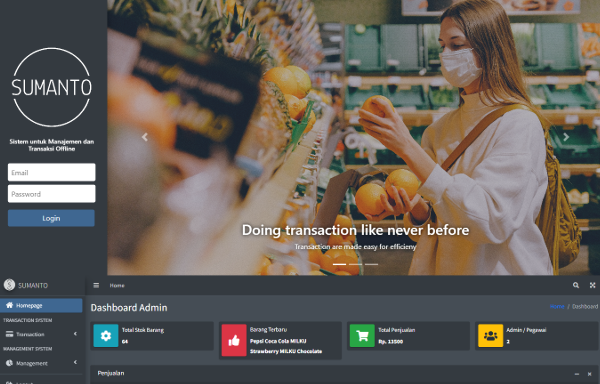 SUMANTO
Sistem untuk Manajemen dan
Transaksi Offline
Email
Password
Login
Doing transaction like never before
Transaction are made easy for efficieny
SUMANTO
Home
Homepage
TRANSACTION SYSTEM
Transaction
MANAGEMENT SYSTEM
Management
Dashboard Admin
Home / Dashboard
Total Stok Barang
64
Barang Terbaru
Pepsi Coca Cola MILKU
Strawberry MILKU Chocolate
Total Penjualan
Rp. 13500
Admin / Pegawai
2
Penjualan